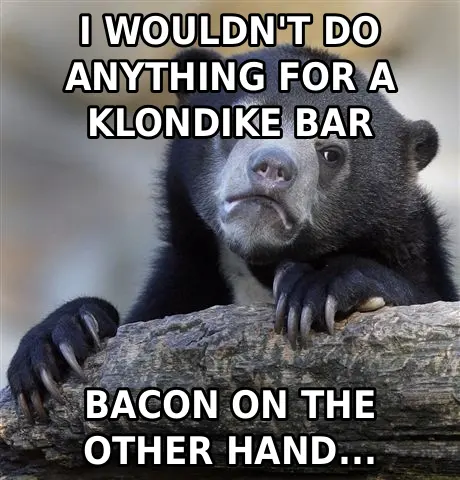 I WOULDN'T DO
ANYTHING FOR A
KLONDIKE BAR
BACON ON THE
OTHER HAND...